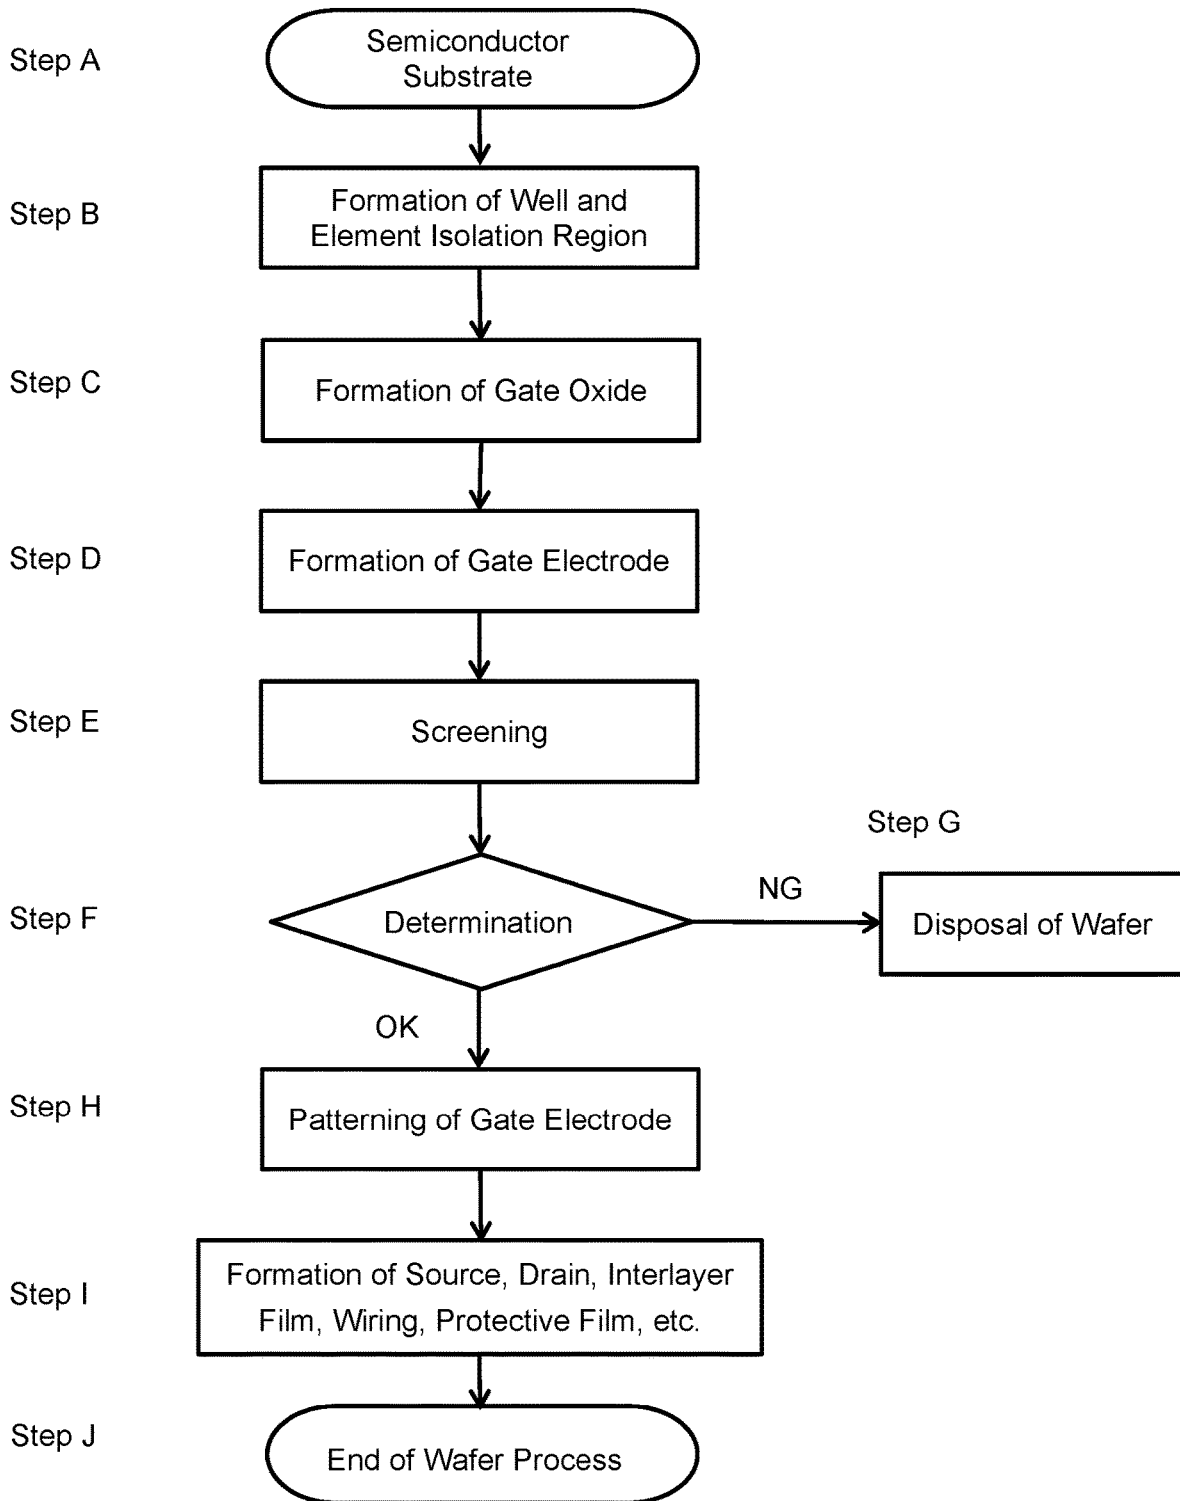 Step A
Semiconductor
Substrate
Step B
Formation of Well and
Element Isolation Region
Step C
Formation of Gate Oxide
Step D
Formation of Gate Electrode
Step E
Screening
Step G
Step F
Determination
NG
Disposal of Wafer
OK
Step H
Patterning of Gate Electrode
Step I
Formation of Source, Drain, Interlayer
Film, Wiring, Protective Film, etc.
Step J
End of Wafer Process